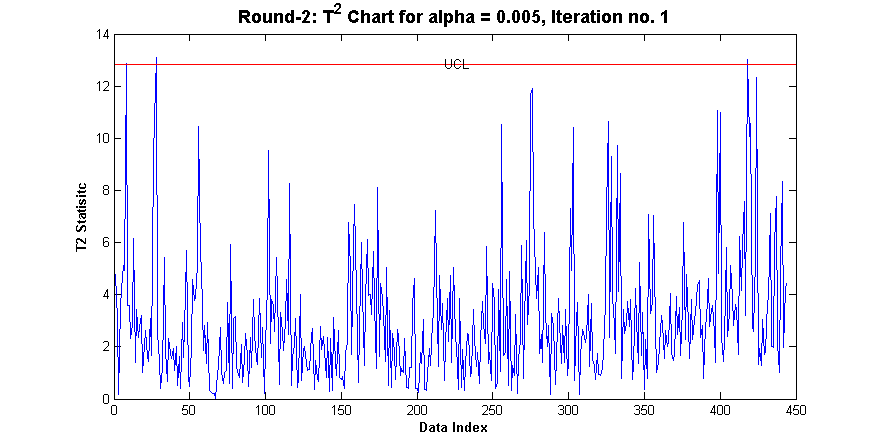 Round-2: T2 Chart for alpha = 0.005, Iteration no. 1
14
UCL
12
10
8
6
4
2
0
T2 Statisitc
0 50 100 150 200 250 300 350 400 450
Data Index